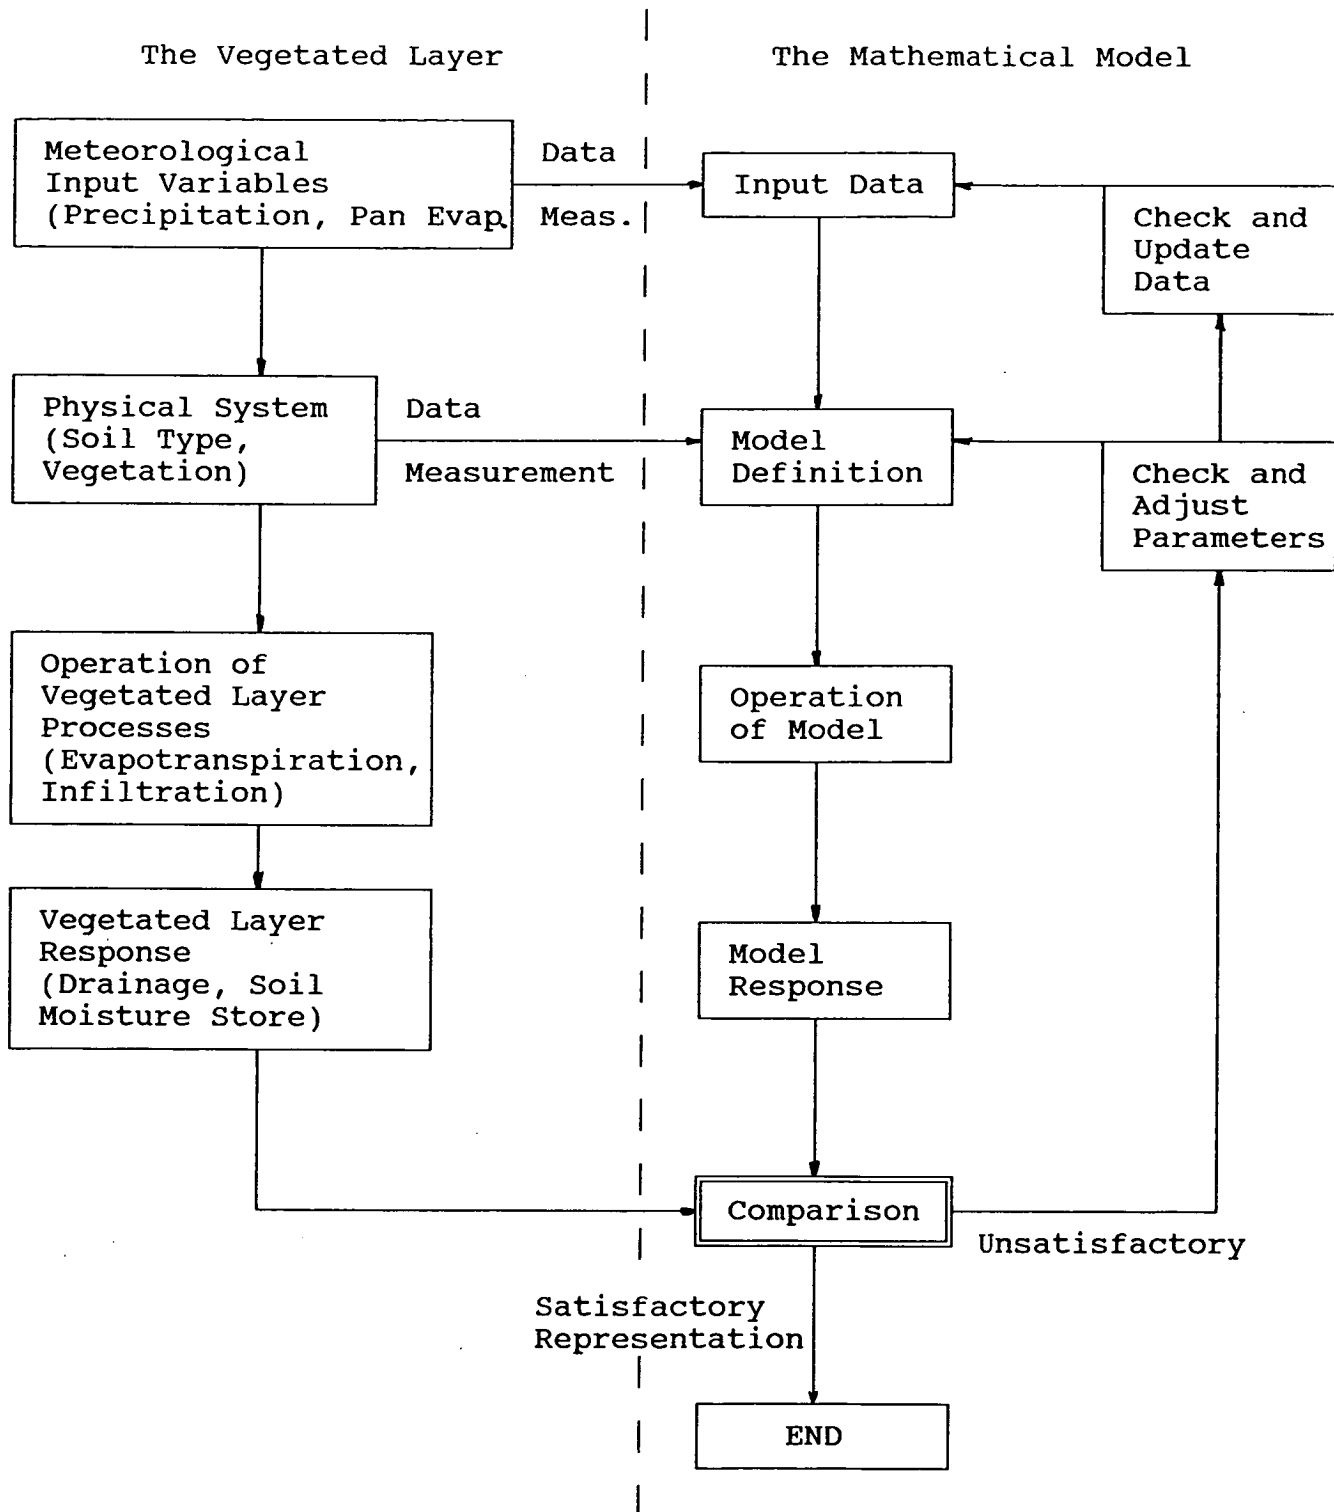 The Vegetated Layer
The Mathematical Model
Meteorological
Input Variables
(Precipitation, Pan Evap.
Data
Meas.
Input Data
Check and
Update
Data
Physical System
(Soil Type,
Vegetation)
Data
Measurement
Model
Definition
Check and
Adjust
Parameters
Operation of
Vegetated Layer
Processes
(Evapotranspiration,
Infiltration)
Operation
of Model
Vegetated Layer
Response
(Drainage, Soil
Moisture Store)
Model
Response
Comparison
Unsatisfactory
Satisfactory
Representation
END